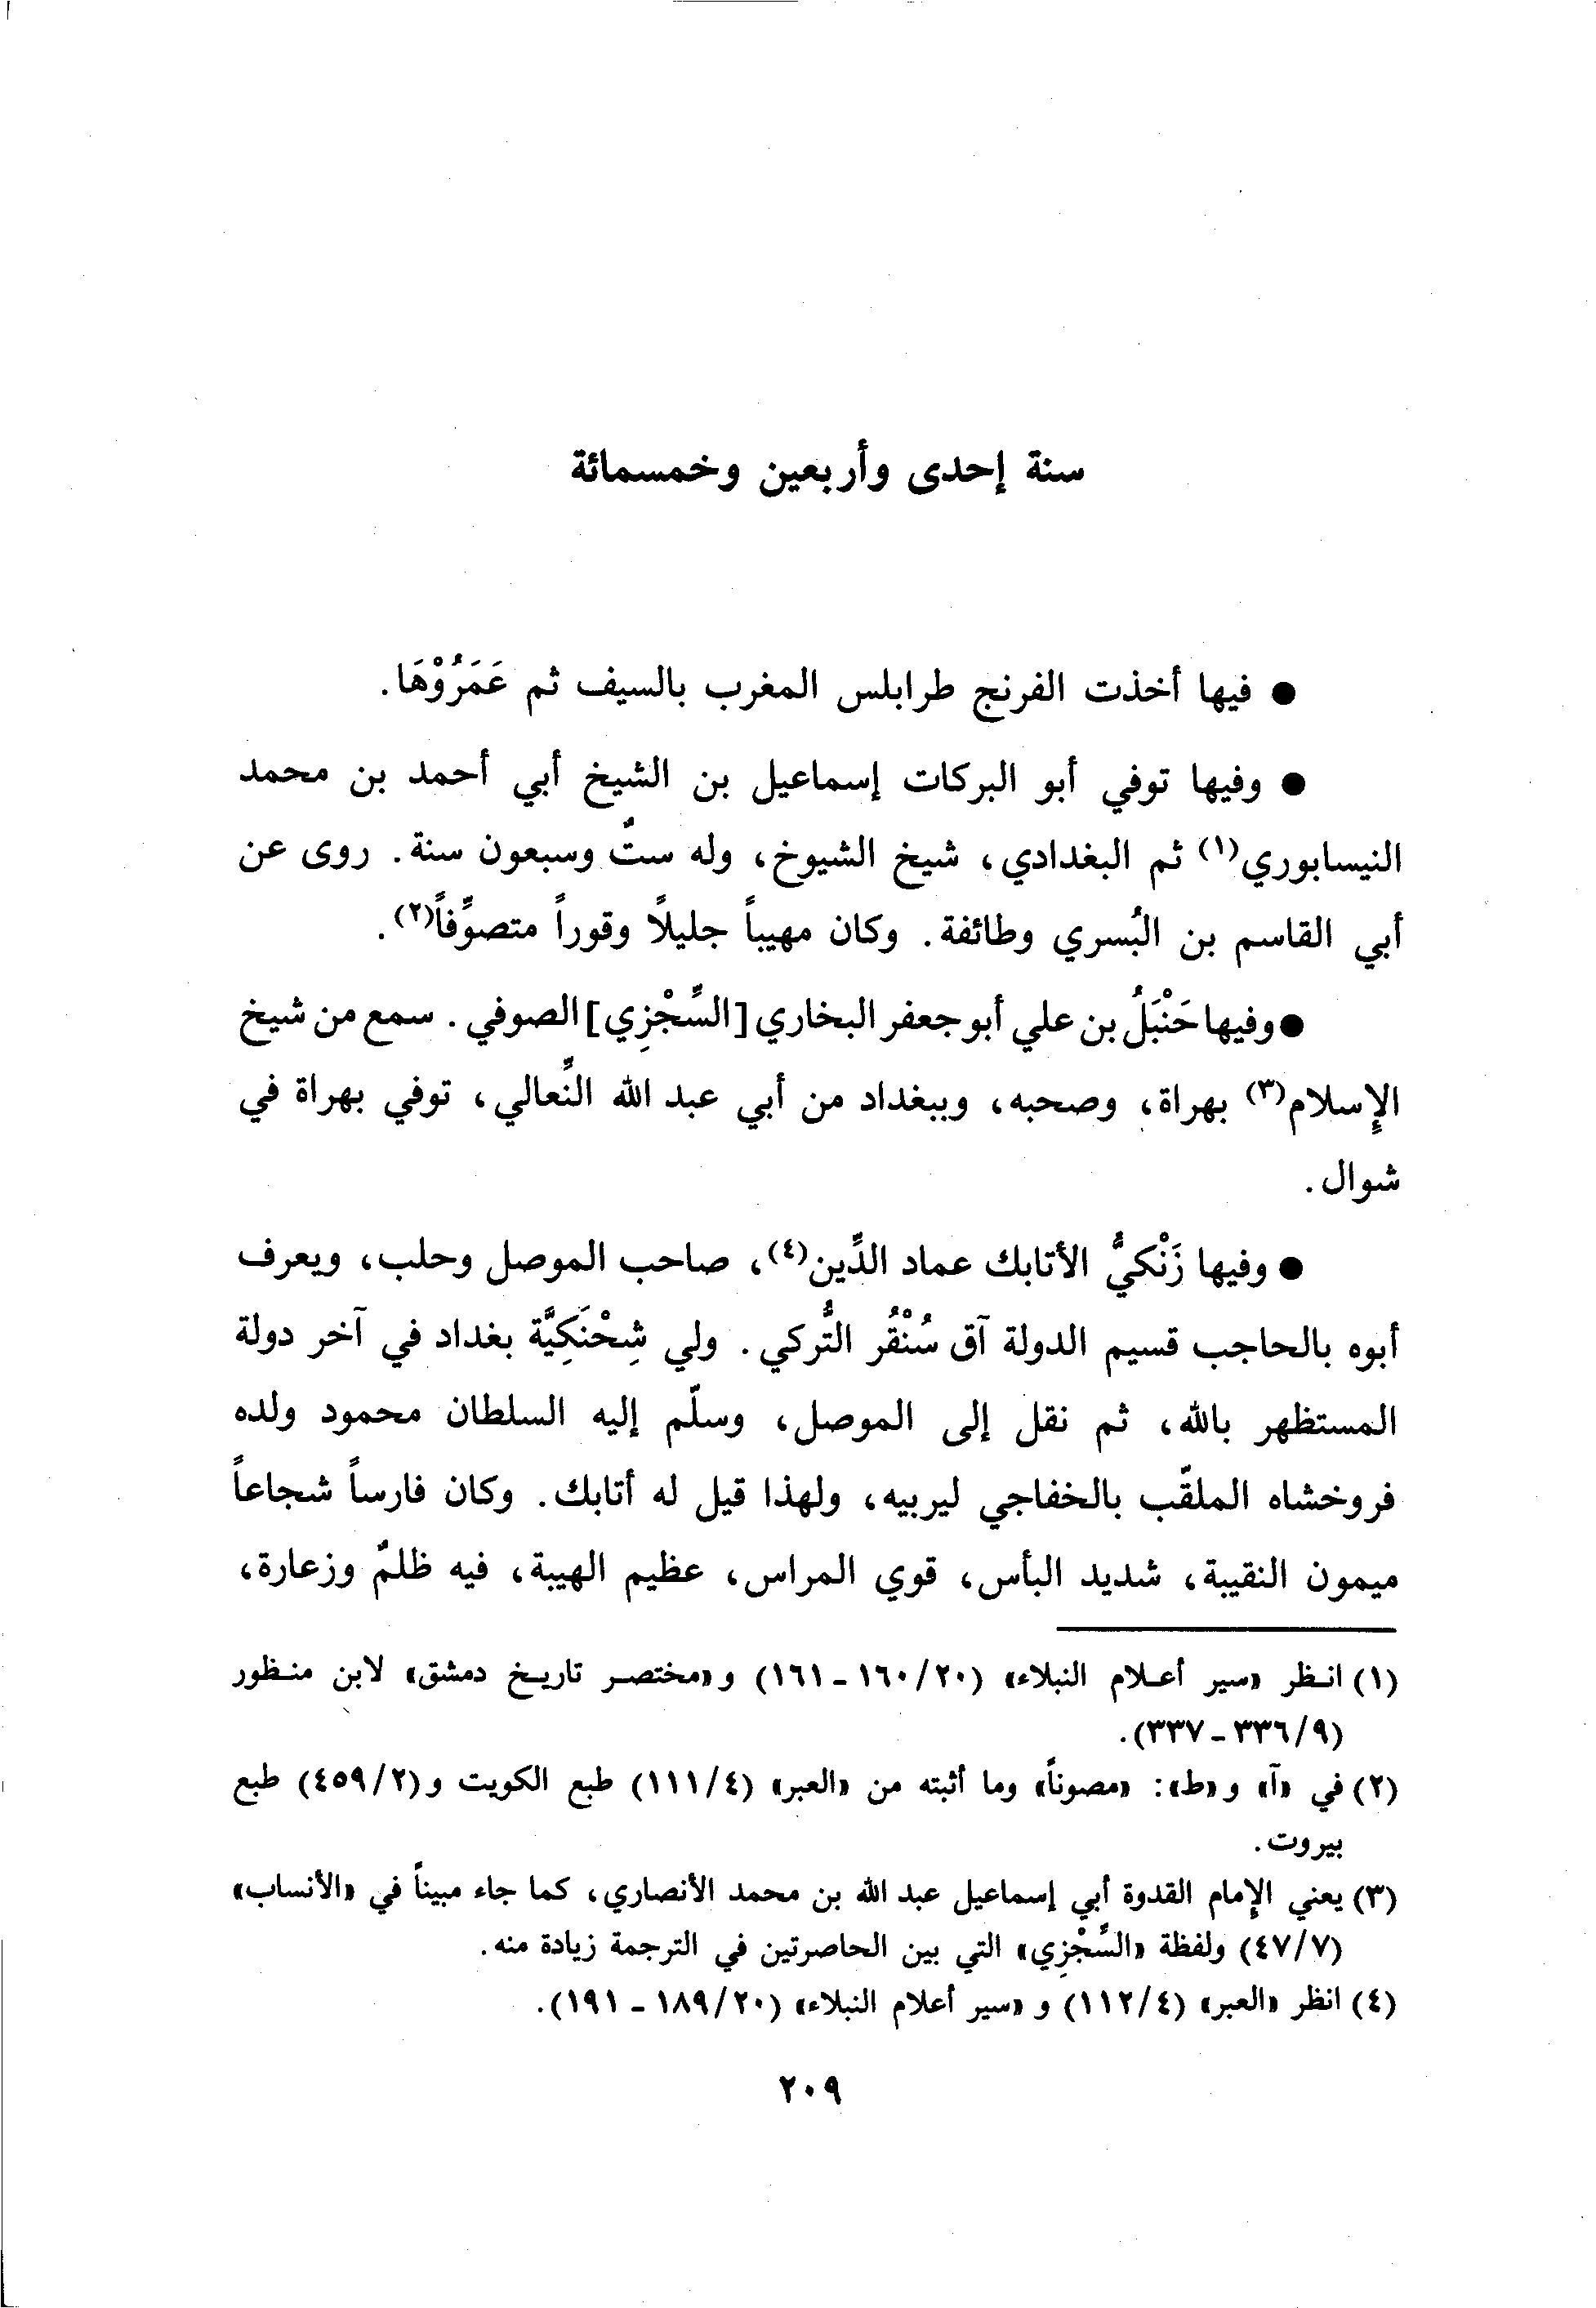 سنة إحدى وأربعين وخمسمائة
● فيها أخذت الفرنج طرابلس المغرب بالسيف ثم عَمَرُوْهَا.
● وفيها توفي أبو البركات إسماعيل بن الشيخ أبي أحمد بن محمد
النيسابوري(١) ثم البغدادي، شيخ الشيوخ، وله ستٌ وسبعون سنة. روى عن
أبي القاسم بن البُسري وطائفة. وكان مهيباً جليلاً وقوراً متصوِّفاً(٢).
● وفيها حَنْبَلُ بن علي أبو جعفر البخاري [السِّجْزِي] الصوفي. سمع من شيخ
الإِسلام(٣) بهراة، وصحبه، وببغداد من أبي عبد الله النِّعالي، توفي بهراة في
شوال.
● وفيها زَنْكيُّ الأتابك عماد الدِّين(٤)، صاحب الموصل وحلب، ويعرف
أبوه بالحاجب قسيم الدولة آق سُنْقُر التُّركي. ولي شِحْنَكِيَّة بغداد في آخر دولة
المستظهر بالله، ثم نقل إلى الموصل، وسلّم إليه السلطان محمود ولده
فروخشاه الملقّب بالخفاجي ليربيه، ولهذا قيل له أتابك. وكان فارساً شجاعاً
ميمون النقيبة، شديد البأس، قوي المراس، عظيم الهيبة، فيه ظلمٌ وزعارة،
(١) انـظر «سير أعـلام النبلاء» (٢٠/ ١٦٠ - ١٦١) و «مختصـر تاريـخ دمشق» لابن منـظور
(٩/ ٣٣٦ - ٣٣٧).
(٢) في «آ» و «ط»: «مصوناً» وما أثبته من «العبر» (٤/ ١١١) طبع الكويت و (٢/ ٤٥٩) طبع
بيروت.
(٣) يعني الإِمام القدوة أبي إسماعيل عبد الله بن محمد الأنصاري، كما جاء مبيناً في «الأنساب»
(٧/ ٤٧) ولفظة «السِّجْزِي» التي بين الحاصرتين في الترجمة زيادة منه.
(٤) انظر «العبر» (٤/ ١١٢) و «سير أعلام النبلاء» (٢٠/ ١٨٩ - ١٩١).
٢٠٩